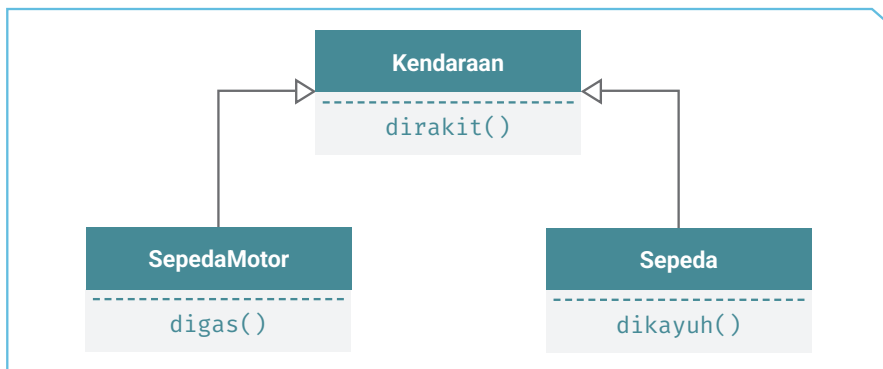 Kendaraan
dirakit()
SepedaMotor
digas()
Sepeda
dikayuh()